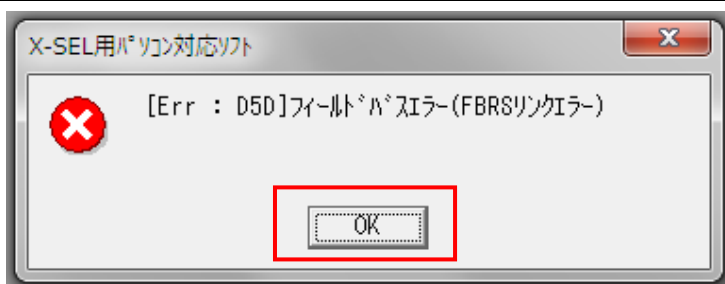 X-SEL用ﾊﾟｿｺﾝ対応ｿﾌﾄ
[Err : D5D]ﾌｨｰﾙﾄﾞﾊﾞｽｴﾗｰ(FBRSﾘﾝｸｴﾗｰ)
OK